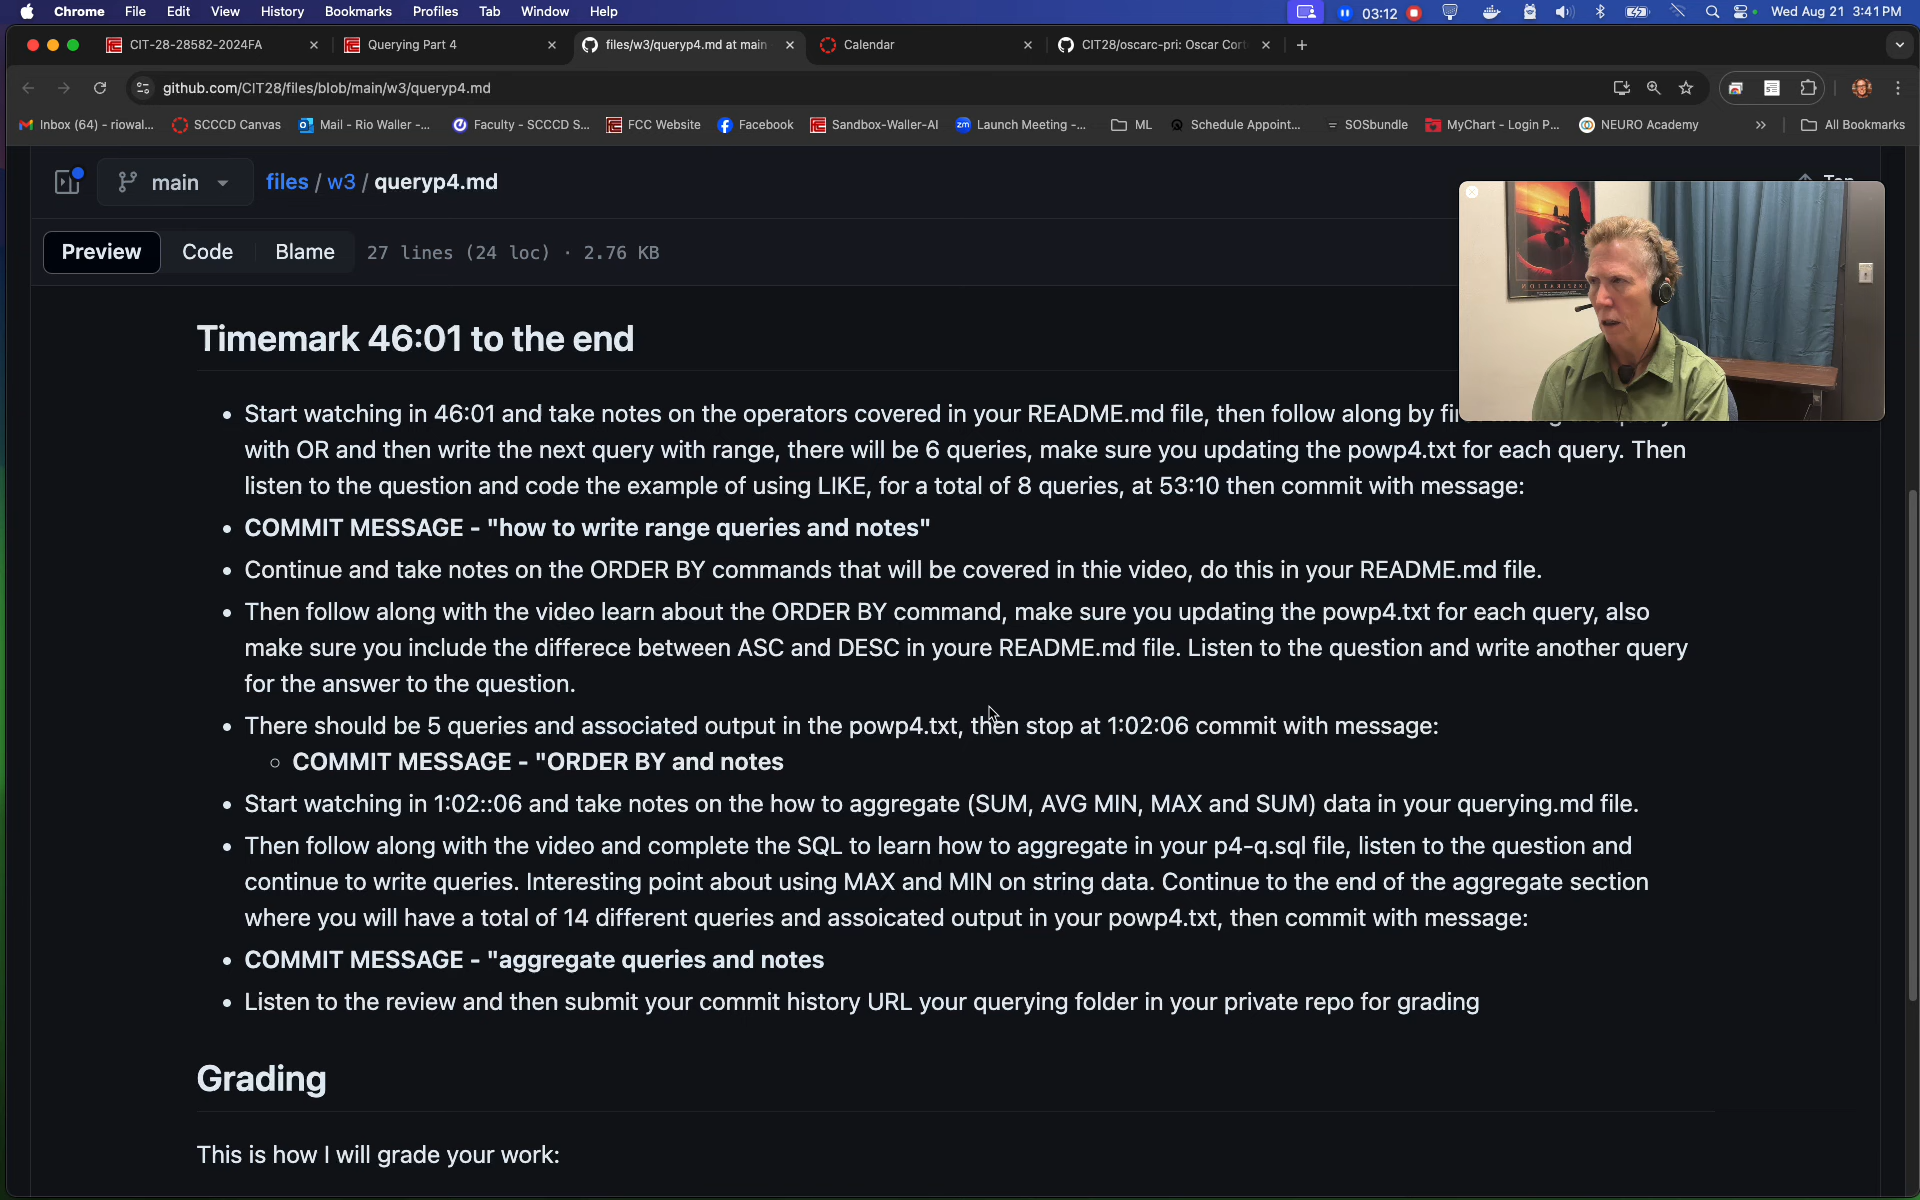 Chrome File Edit View History Bookmarks Profiles Tab Window Help 03:12 Wed Aug 21 3:41 PM
CIT-28-28582-2024FA Querying Part 4 files/w3/queryp4.md at main Calendar CIT28/oscarc-pri: Oscar Cort
github.com/CIT28/files/blob/main/w3/queryp4.md
Inbox (64) - riowal... SCCCD Canvas Mail - Rio Waller -... Faculty - SCCCD S... FCC Website Facebook Sandbox-Waller-AI Launch Meeting -... ML Schedule Appoint... SOSbundle MyChart - Login P... NEURO Academy » All Bookmarks
main files / w3 / queryp4.md
Preview Code Blame 27 lines (24 loc) · 2.76 KB
Timemark 46:01 to the end
Start watching in 46:01 and take notes on the operators covered in your README.md file, then follow along by
with OR and then write the next query with range, there will be 6 queries, make sure you updating the powp4.txt for each query. Then
listen to the question and code the example of using LIKE, for a total of 8 queries, at 53:10 then commit with message:
COMMIT MESSAGE - "how to write range queries and notes"
Continue and take notes on the ORDER BY commands that will be covered in thie video, do this in your README.md file.
Then follow along with the video learn about the ORDER BY command, make sure you updating the powp4.txt for each query, also
make sure you include the differece between ASC and DESC in youre README.md file. Listen to the question and write another query
for the answer to the question.
There should be 5 queries and associated output in the powp4.txt, then stop at 1:02:06 commit with message:
COMMIT MESSAGE - "ORDER BY and notes
Start watching in 1:02::06 and take notes on the how to aggregate (SUM, AVG MIN, MAX and SUM) data in your querying.md file.
Then follow along with the video and complete the SQL to learn how to aggregate in your p4-q.sql file, listen to the question and
continue to write queries. Interesting point about using MAX and MIN on string data. Continue to the end of the aggregate section
where you will have a total of 14 different queries and assoicated output in your powp4.txt, then commit with message:
COMMIT MESSAGE - "aggregate queries and notes
Listen to the review and then submit your commit history URL your querying folder in your private repo for grading
Grading
This is how I will grade your work: